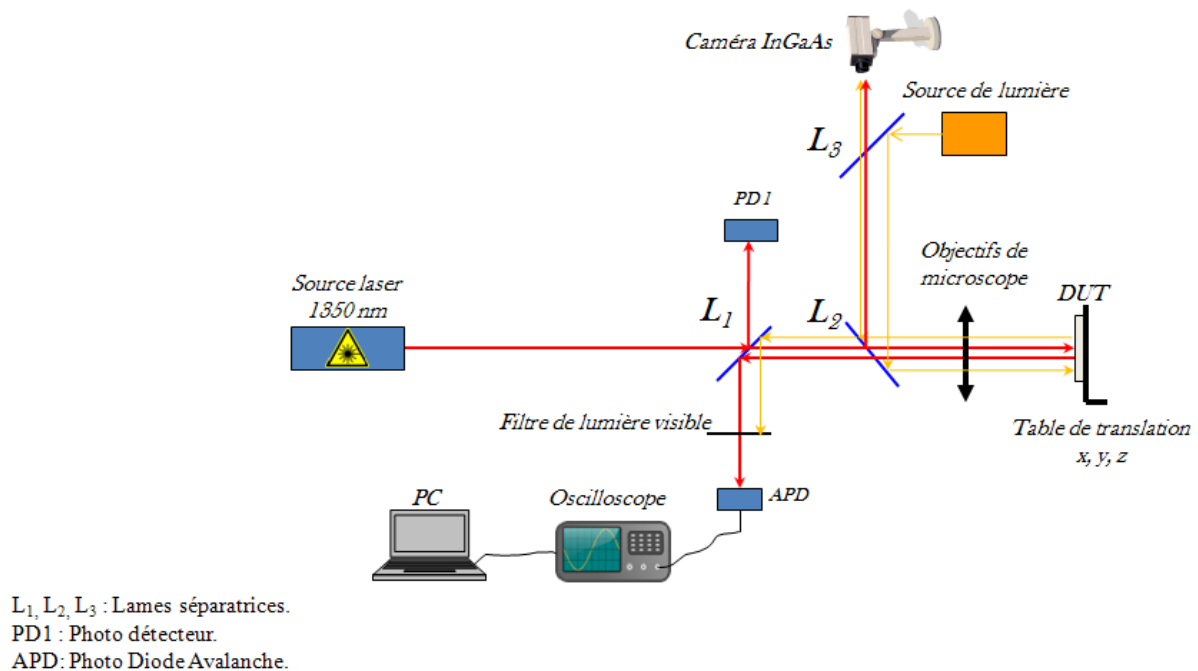 Caméra InGaAs
Source de lumière
L3
PD1
Objectifs de
microscope
Source laser
1350 nm
L1
L2
DUT
Filtre de lumière visible
Table de translation
x, y, z
PC
Oscilloscope
APD
L1, L2, L3 : Lames séparatrices.
PD1 : Photo détecteur.
APD: Photo Diode Avalanche.